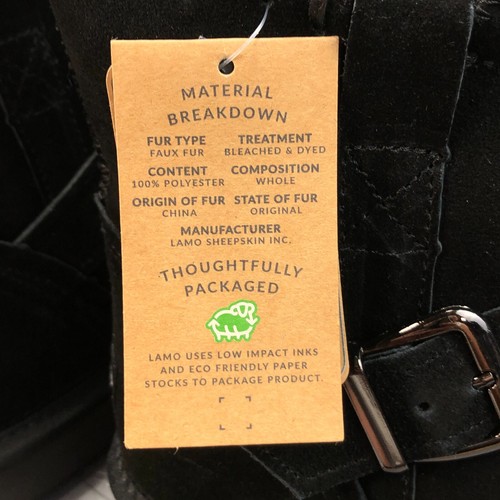 MATERIAL
BREAKDOWN
FUR TYPE TREATMENT
FAUX FUR BLEACHED & DYED
CONTENT COMPOSITION
100% POLYESTER WHOLE
ORIGIN OF FUR STATE OF FUR
CHINA ORIGINAL
MANUFACTURER
LAMO SHEEPSKIN INC,
THOUGHTFULLY
PACKAGED
LAMO USES LOW IMPACT INKS
AND ECO FRIENDLY PAPER
STOCKS TO PACKAGE PRODUCT.